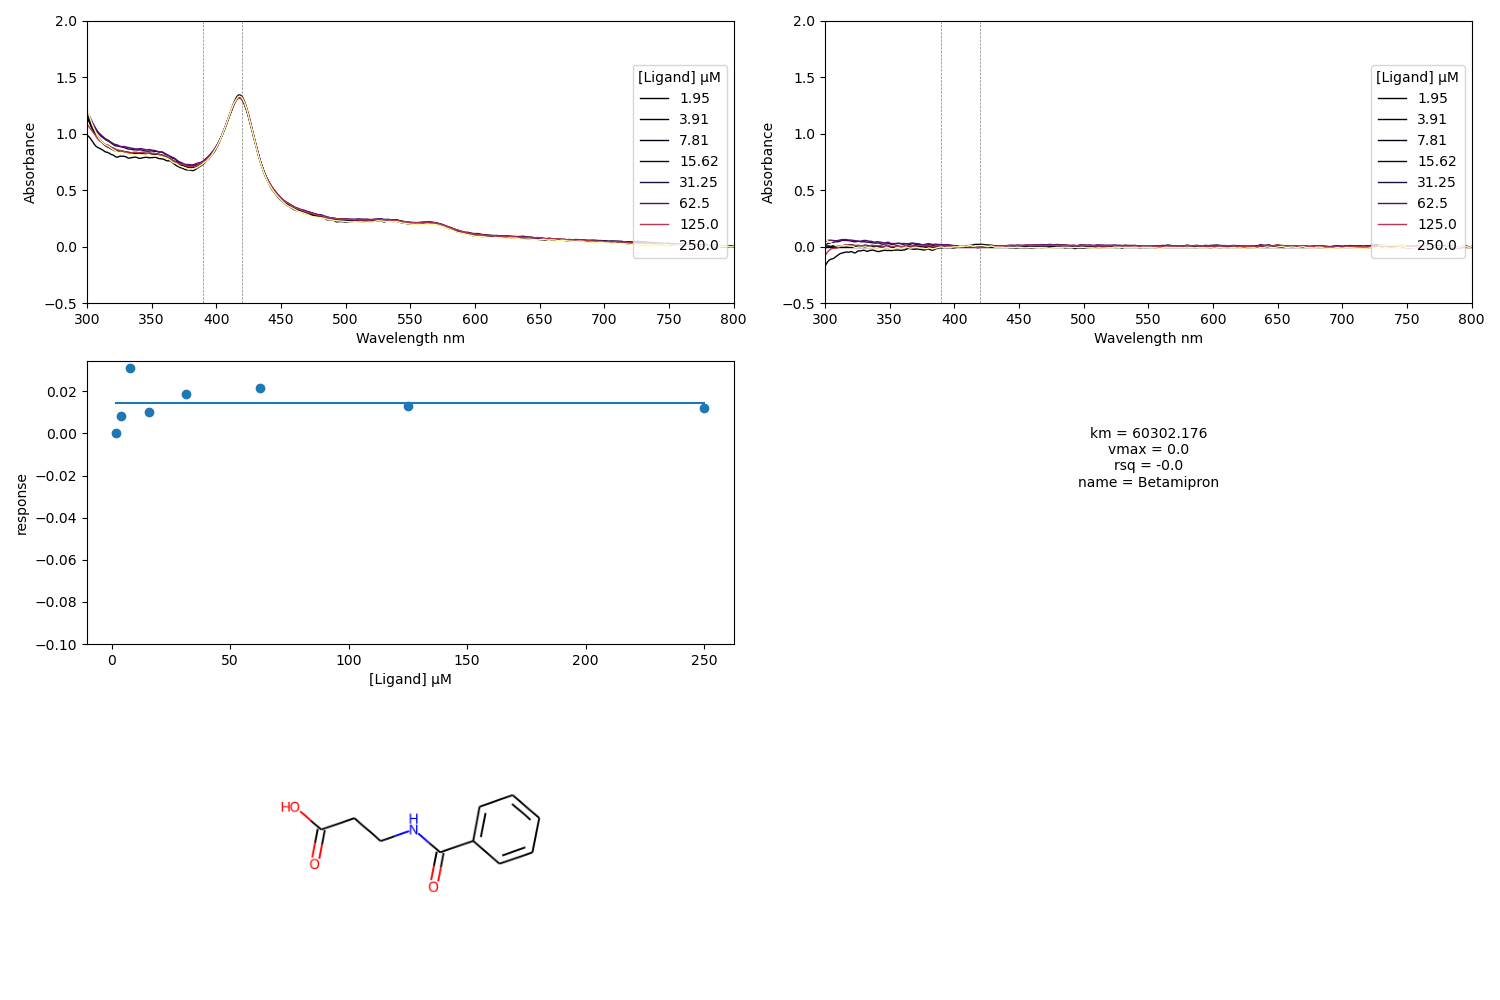 2.0
1.5
1.0
0.5
0.0
−0.5
Absorbance
300 350 400 450 500 550 600 650 700 750 800
Wavelength nm
[Ligand] µM
1.95
3.91
7.81
15.62
31.25
62.5
125.0
250.0
2.0
1.5
1.0
0.5
0.0
−0.5
Absorbance
300 350 400 450 500 550 600 650 700 750 800
Wavelength nm
[Ligand] µM
1.95
3.91
7.81
15.62
31.25
62.5
125.0
250.0
0.02
0.00
−0.02
−0.04
−0.06
−0.08
−0.10
response
0 50 100 150 200 250
[Ligand] µM
km = 60302.176
vmax = 0.0
rsq = -0.0
name = Betamipron
HO
O
H
N
O